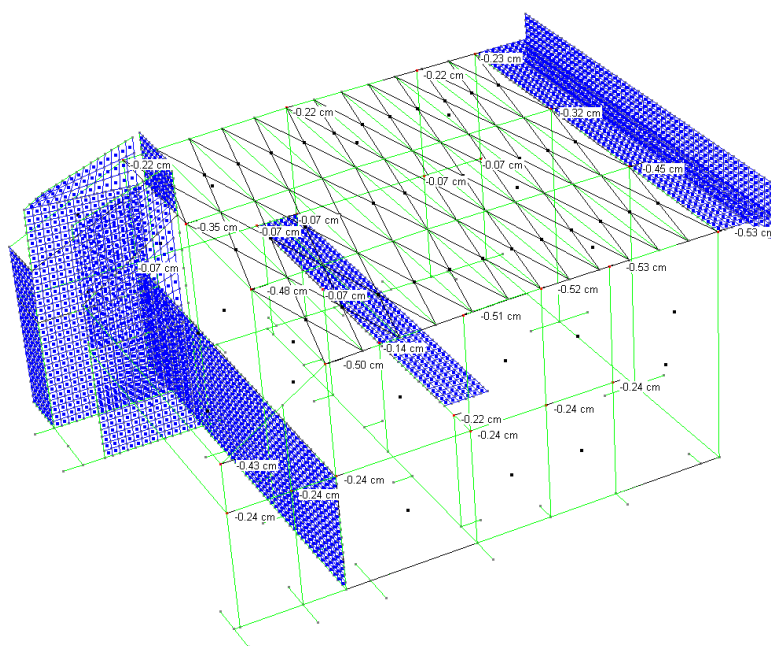 -0.23 cm
-0.22 cm
-0.22 cm
-0.32 cm
-0.22 cm
-0.07 cm
-0.45 cm
-0.07 cm
-0.07 cm
-0.35 cm
-0.07 cm
-0.53 cm
-0.07 cm
-0.53 cm
-0.48 cm
-0.07 cm
-0.52 cm
-0.51 cm
-0.14 cm
-0.50 cm
-0.24 cm
-0.24 cm
-0.22 cm
-0.24 cm
-0.43 cm
-0.24 cm
-0.24 cm
-0.24 cm